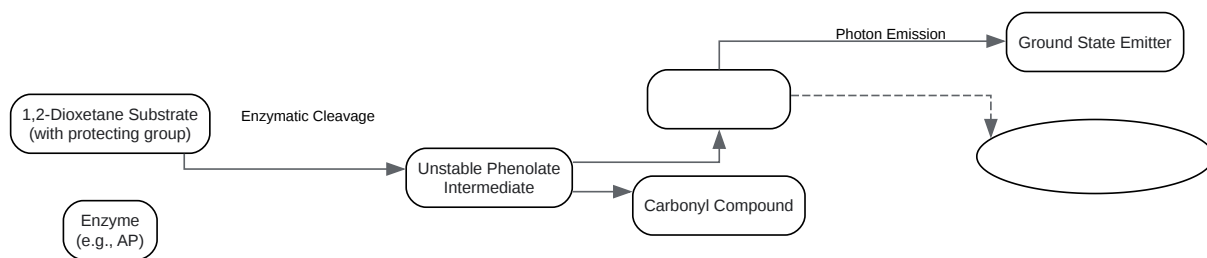 Photon Emission
Ground State Emitter
1,2-Dioxetane Substrate
(with protecting group)
Enzymatic Cleavage
Unstable Phenolate
Intermediate
Carbonyl Compound
Enzyme
(e.g., AP)